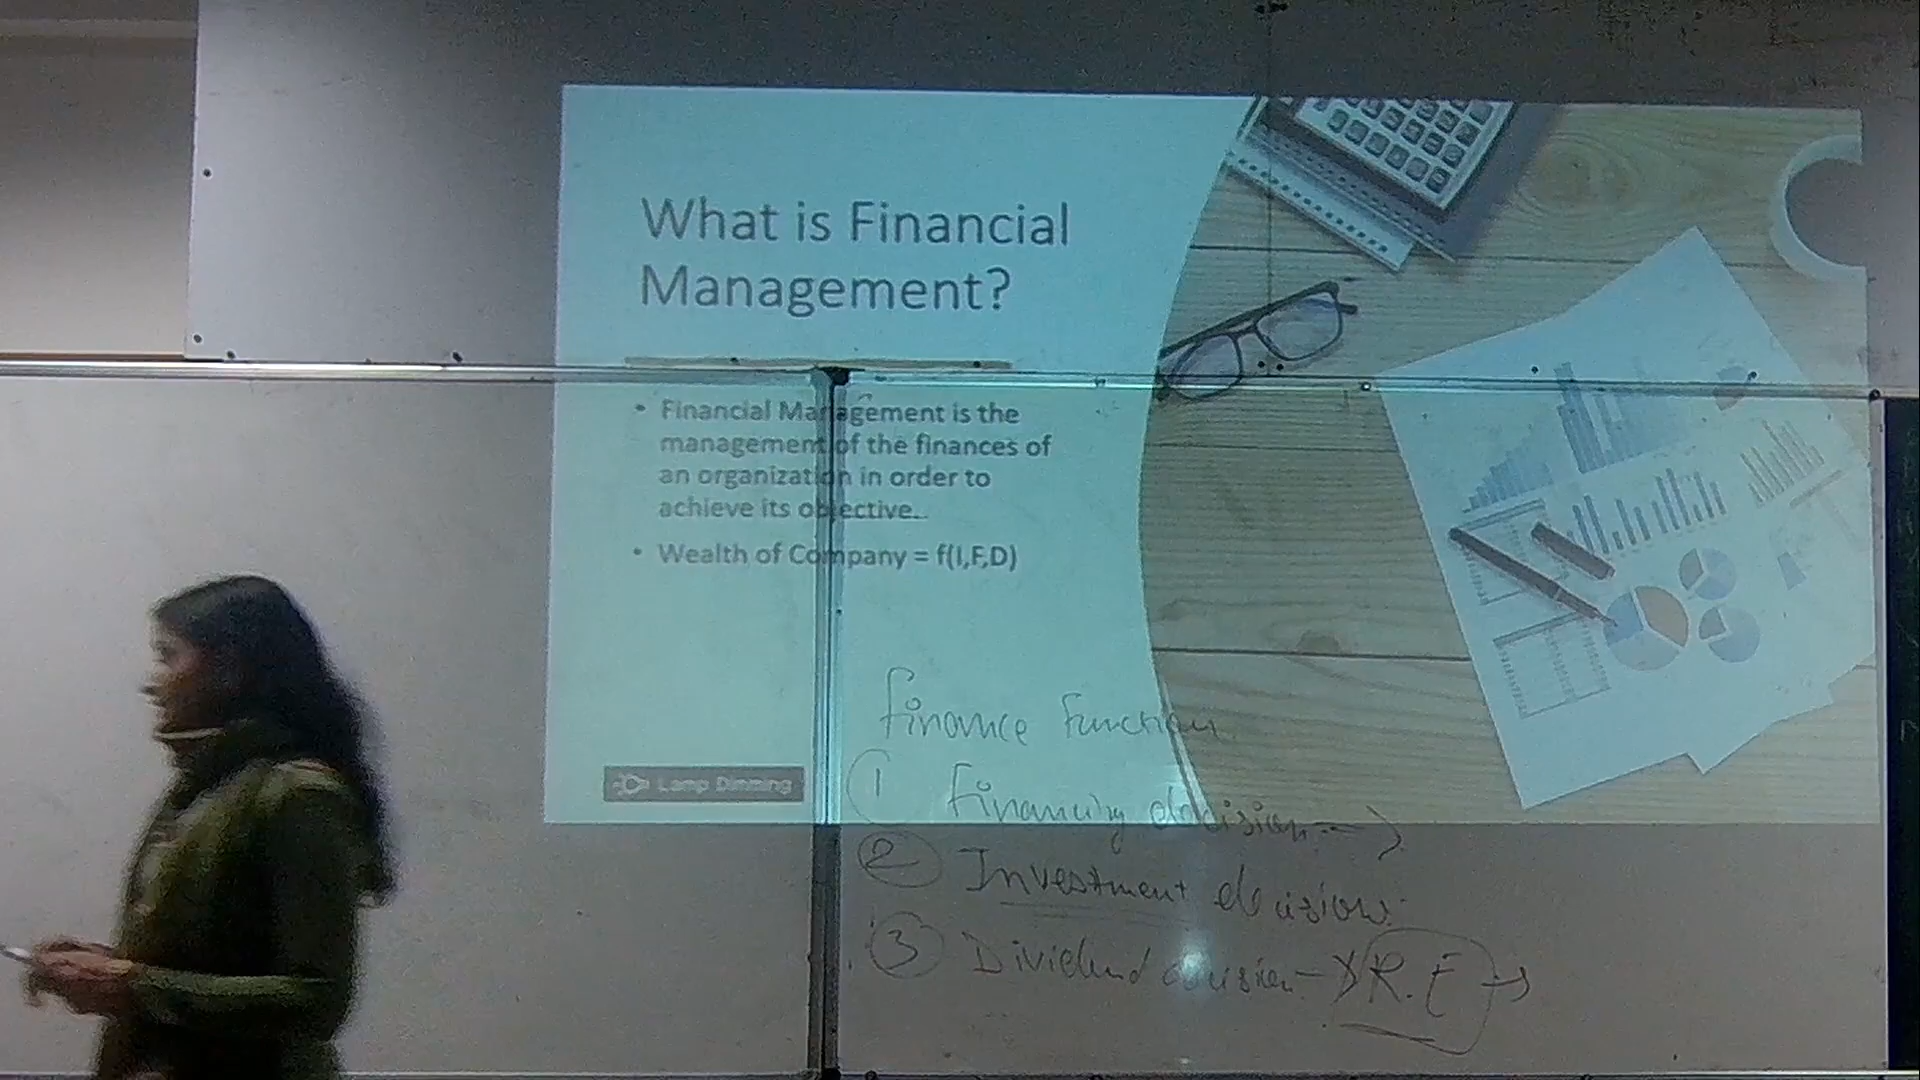 What is Financial
Management?
• Financial Management is the
management of the finances of
an organization in order to
achieve its objective.
• Wealth of Company = f(I,F,D)
Lamp Dimming
Finance Function
1 Financing decision →
2 Investment decision
3 Dividend decision → R.E →